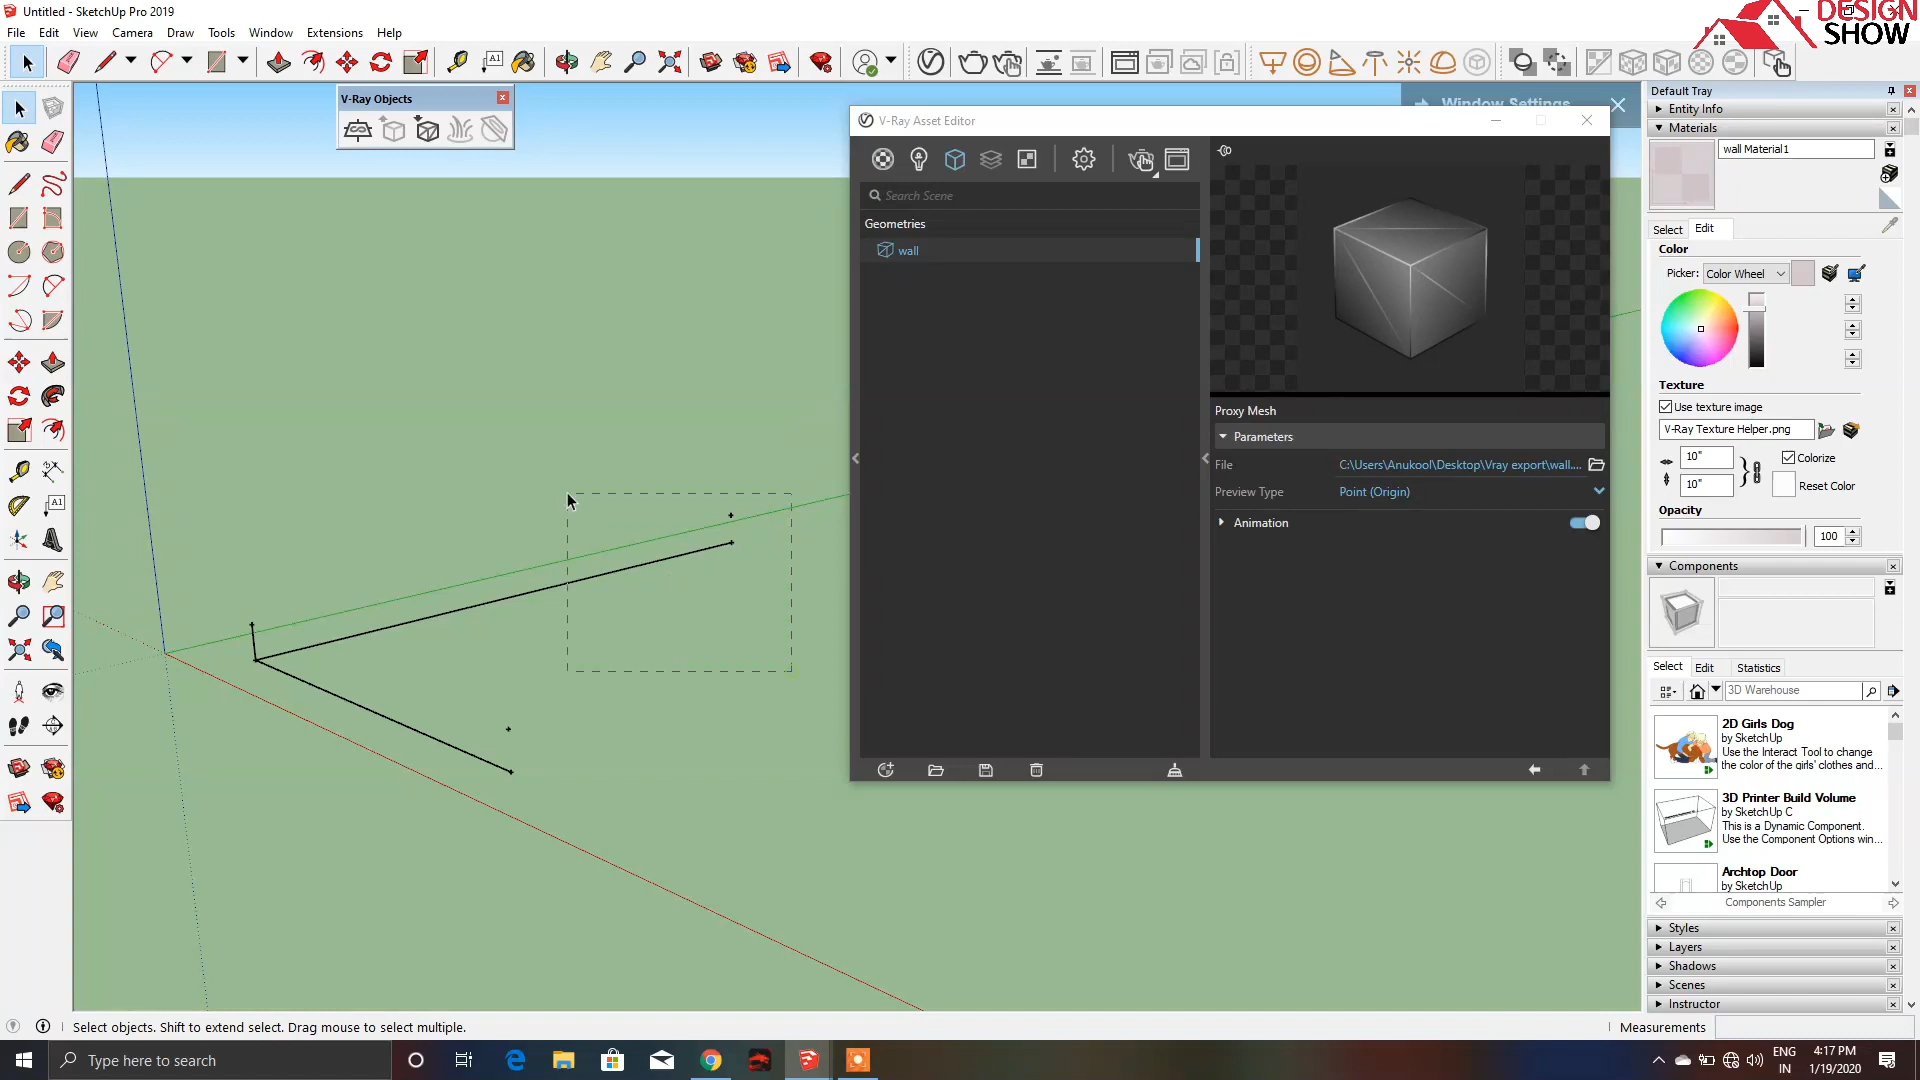 Untitled - SketchUp Pro 2019
DESIGN
SHOW
File Edit View Camera Draw Tools Window Extensions Help
V-Ray Objects
Window Settings
V-Ray Asset Editor
Search Scene
Geometries
wall
Proxy Mesh
Parameters
File C:\Users\Anukool\Desktop\Vray export\wall....
Preview Type Point (Origin)
Animation
Default Tray
Entity Info
Materials
wall Material1
Select Edit
Color
Picker: Color Wheel
Texture
Use texture image
V-Ray Texture Helper.png
10" Colorize
10" Reset Color
Opacity
100
Components
Select Edit Statistics
3D Warehouse
2D Girls Dog
by SketchUp
Use the Interact Tool to change
the color of the girls' clothes and...
3D Printer Build Volume
by SketchUp C
This is a Dynamic Component.
Use the Component Options win...
Archtop Door
by SketchUp
Components Sampler
Styles
Layers
Shadows
Scenes
Instructor
Select objects. Shift to extend select. Drag mouse to select multiple.
Measurements
Type here to search
ENG
IN
4:17 PM
1/19/2020